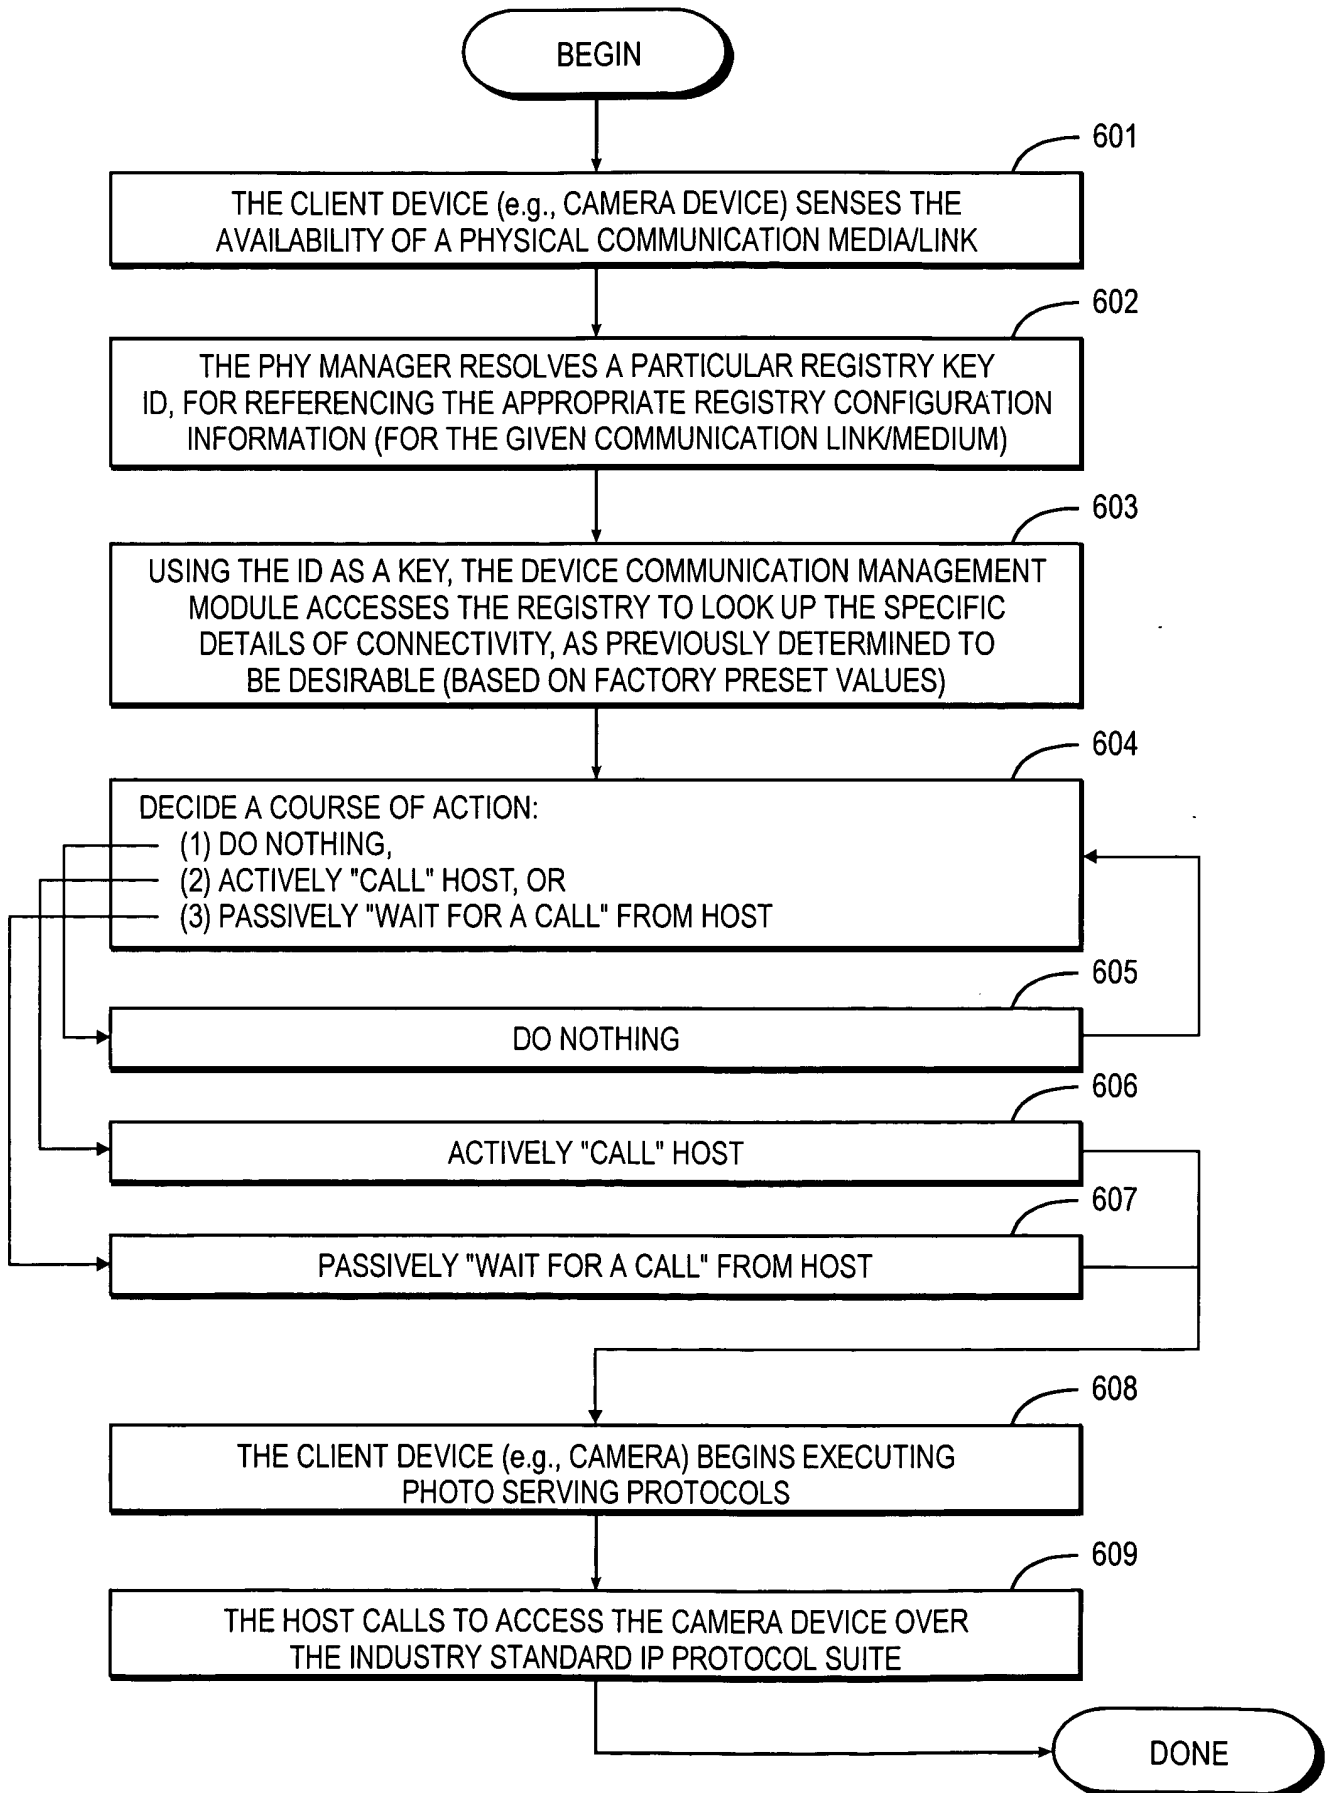 BEGIN
601
THE CLIENT DEVICE (e.g., CAMERA DEVICE) SENSES THE
AVAILABILITY OF A PHYSICAL COMMUNICATION MEDIA/LINK
602
THE PHY MANAGER RESOLVES A PARTICULAR REGISTRY KEY
ID, FOR REFERENCING THE APPROPRIATE REGISTRY CONFIGURATION
INFORMATION (FOR THE GIVEN COMMUNICATION LINK/MEDIUM)
603
USING THE ID AS A KEY, THE DEVICE COMMUNICATION MANAGEMENT
MODULE ACCESSES THE REGISTRY TO LOOK UP THE SPECIFIC
DETAILS OF CONNECTIVITY, AS PREVIOUSLY DETERMINED TO
BE DESIRABLE (BASED ON FACTORY PRESET VALUES)
604
DECIDE A COURSE OF ACTION:
(1) DO NOTHING,
(2) ACTIVELY "CALL" HOST, OR
(3) PASSIVELY "WAIT FOR A CALL" FROM HOST
605
DO NOTHING
606
ACTIVELY "CALL" HOST
607
PASSIVELY "WAIT FOR A CALL" FROM HOST
608
THE CLIENT DEVICE (e.g., CAMERA) BEGINS EXECUTING
PHOTO SERVING PROTOCOLS
609
THE HOST CALLS TO ACCESS THE CAMERA DEVICE OVER
THE INDUSTRY STANDARD IP PROTOCOL SUITE
DONE